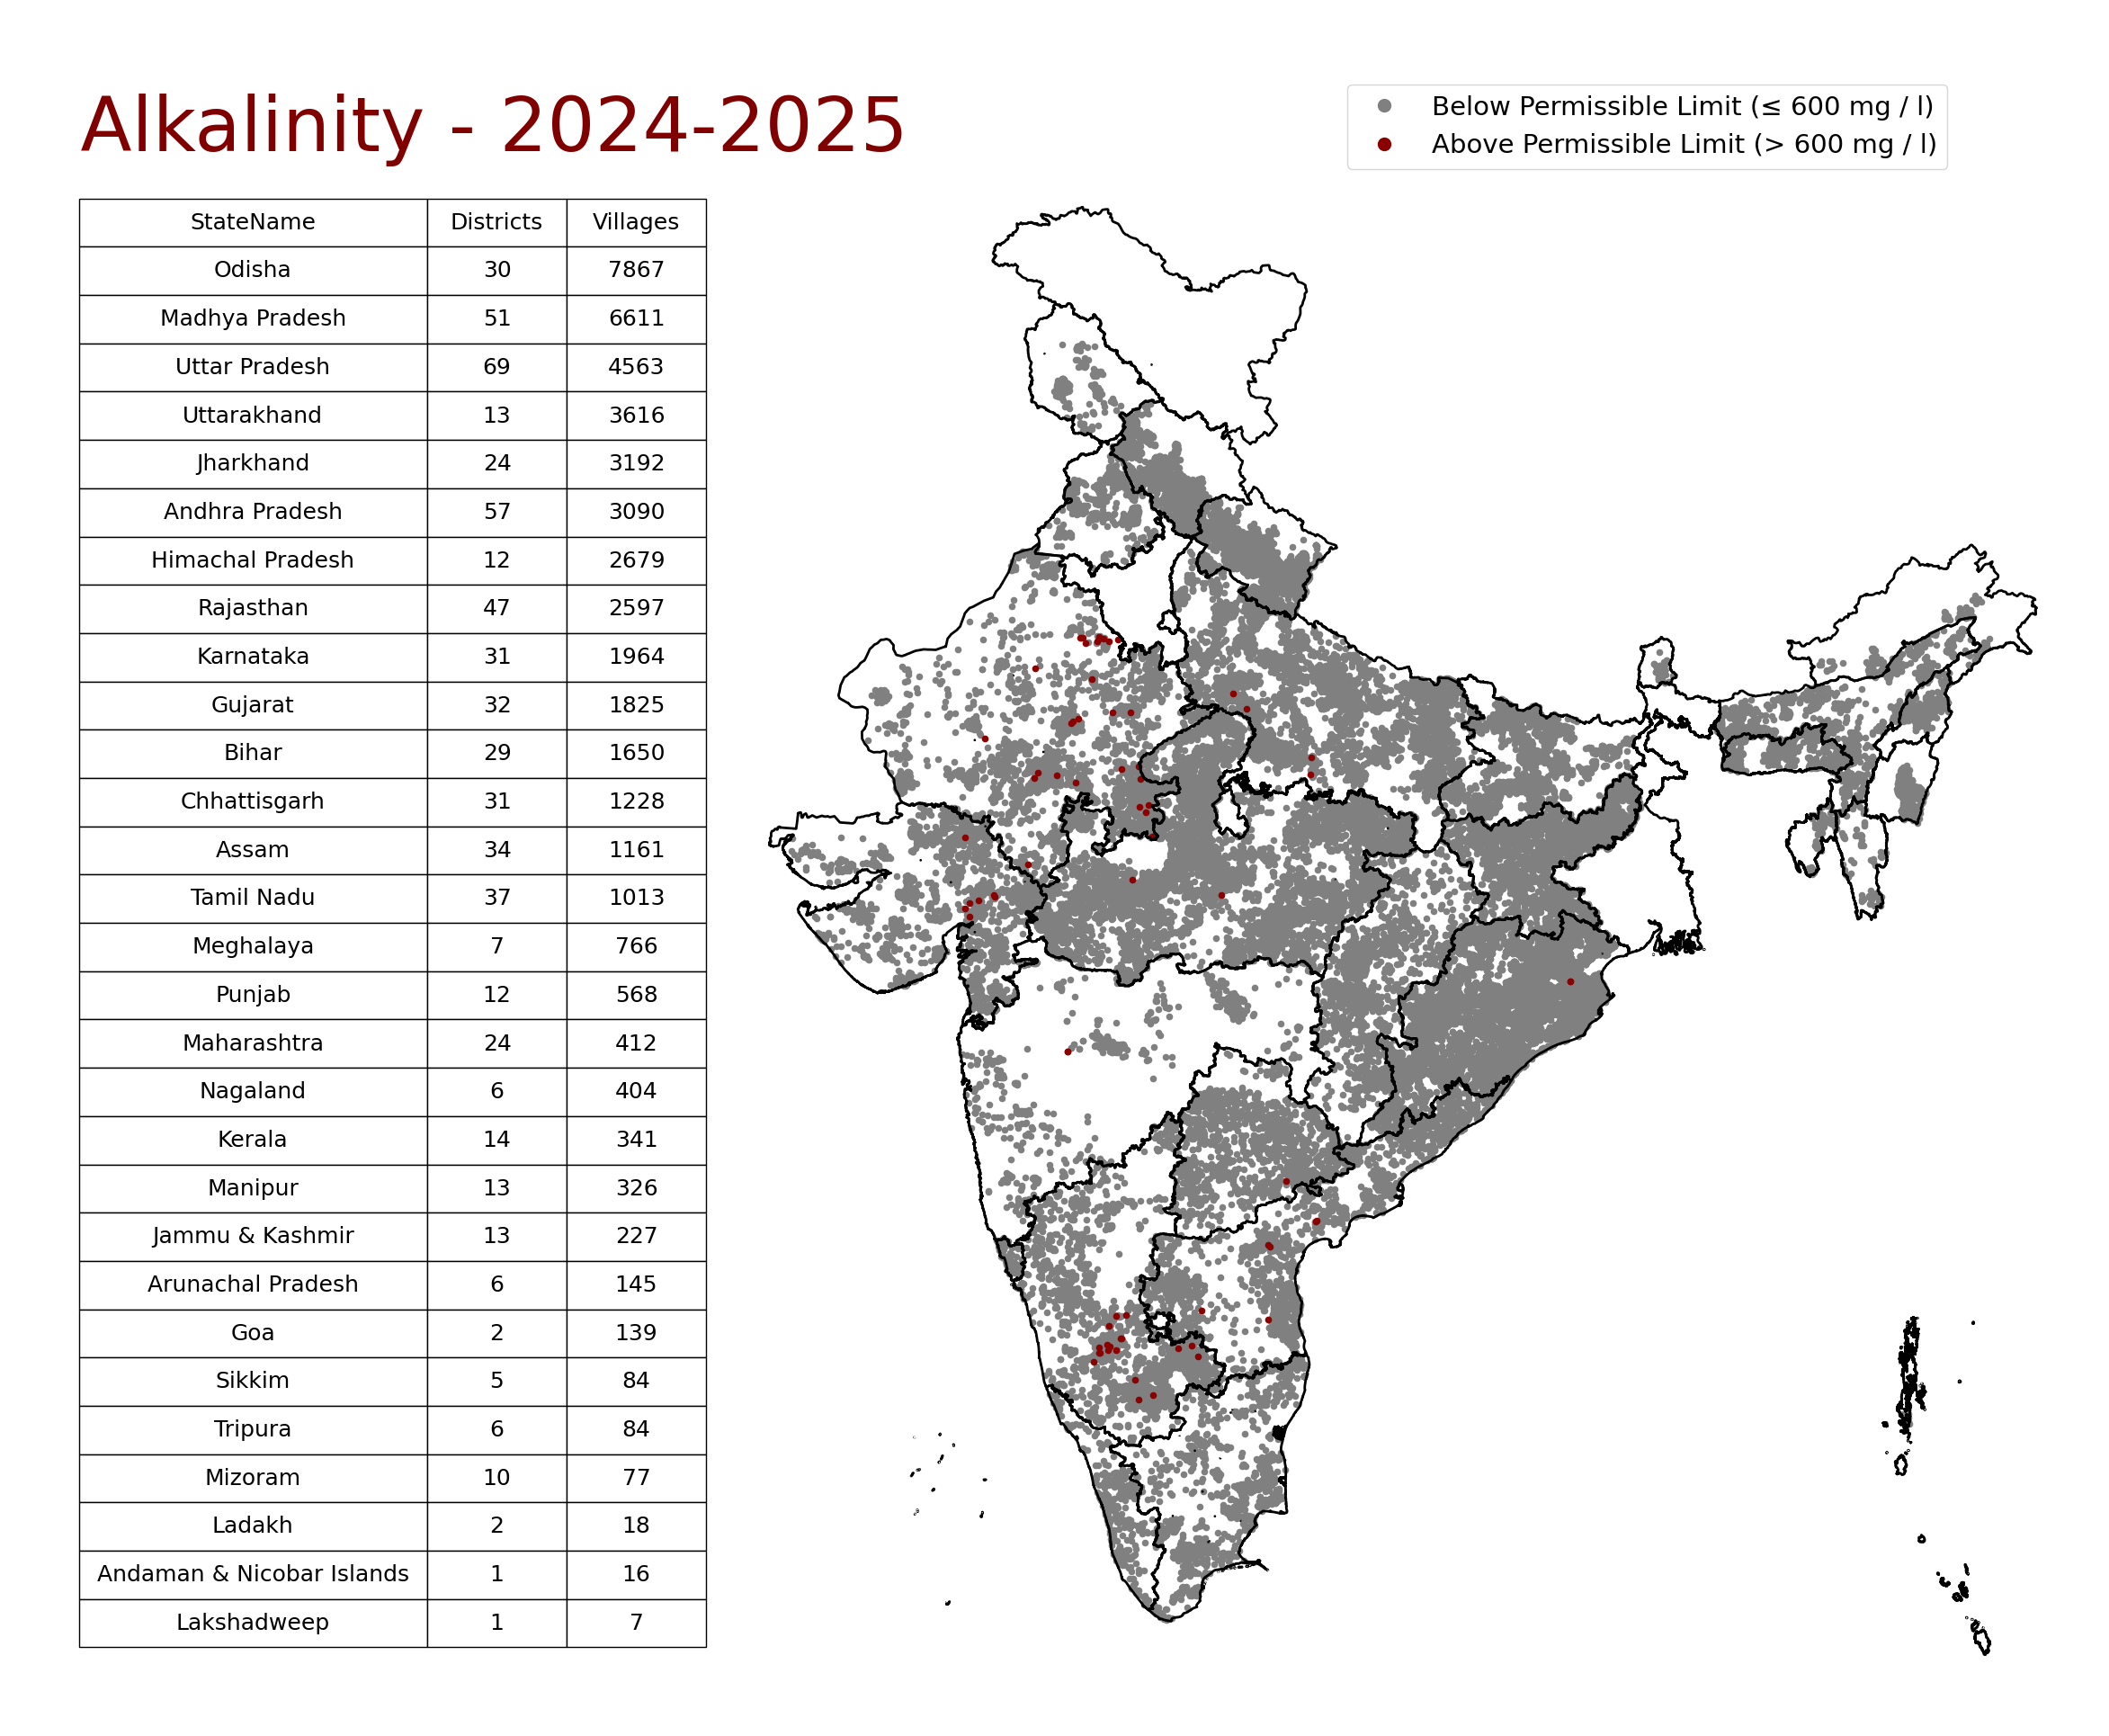 Alkalinity - 2024-2025
Below Permissible Limit (≤ 600 mg / l)
Above Permissible Limit (> 600 mg / l)
StateName Districts Villages
Odisha 30 7867
Madhya Pradesh 51 6611
Uttar Pradesh 69 4563
Uttarakhand 13 3616
Jharkhand 24 3192
Andhra Pradesh 57 3090
Himachal Pradesh 12 2679
Rajasthan 47 2597
Karnataka 31 1964
Gujarat 32 1825
Bihar 29 1650
Chhattisgarh 31 1228
Assam 34 1161
Tamil Nadu 37 1013
Meghalaya 7 766
Punjab 12 568
Maharashtra 24 412
Nagaland 6 404
Kerala 14 341
Manipur 13 326
Jammu & Kashmir 13 227
Arunachal Pradesh 6 145
Goa 2 139
Sikkim 5 84
Tripura 6 84
Mizoram 10 77
Ladakh 2 18
Andaman & Nicobar Islands 1 16
Lakshadweep 1 7